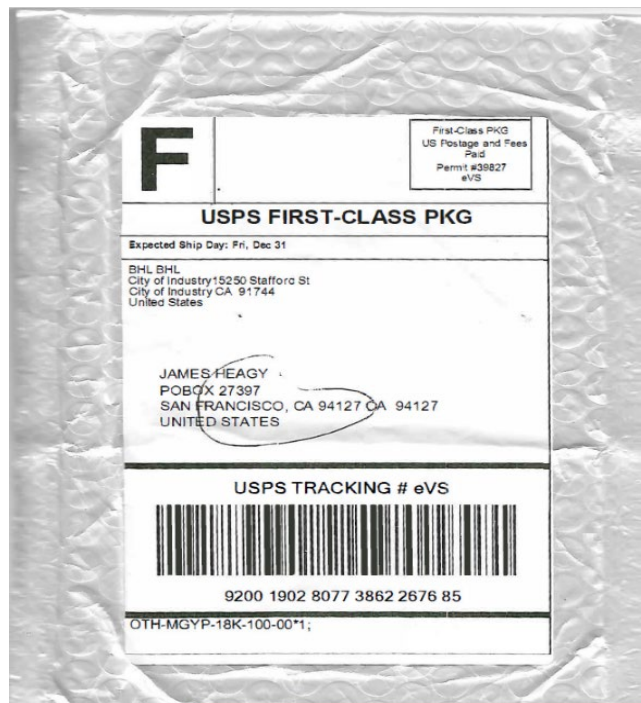 F
First-Class PKG
US Postage and Fees
Paid
Permit #39827
eVS
USPS FIRST-CLASS PKG
Expected Ship Day: Fri, Dec 31
BHL BHL
City of Industry15250 Stafford St
City of Industry CA 91744
United States
JAMES HEAGY
POBOX 27397
SAN FRANCISCO, CA 94127 CA 94127
UNITED STATES
USPS TRACKING # eVS
9200 1902 8077 3862 2676 85
OTH-MGYP-18K-100-00*1;